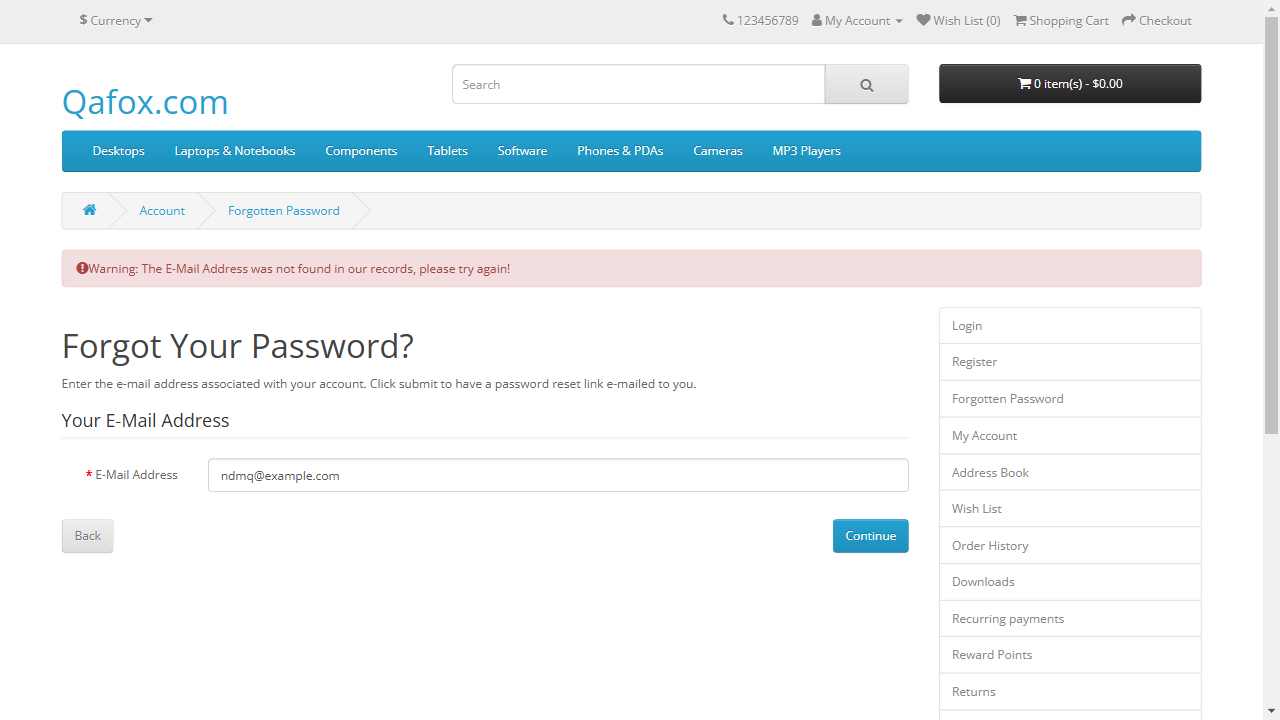 $ Currency
123456789 My Account Wish List (0) Shopping Cart Checkout
Qafox.com
Search
0 item(s) - $0.00
Desktops Laptops & Notebooks Components Tablets Software Phones & PDAs Cameras MP3 Players
Account Forgotten Password
Warning: The E-Mail Address was not found in our records, please try again!
Forgot Your Password?
Enter the e-mail address associated with your account. Click submit to have a password reset link e-mailed to you.
Your E-Mail Address
* E-Mail Address ndmq@example.com
Back Continue
Login
Register
Forgotten Password
My Account
Address Book
Wish List
Order History
Downloads
Recurring payments
Reward Points
Returns